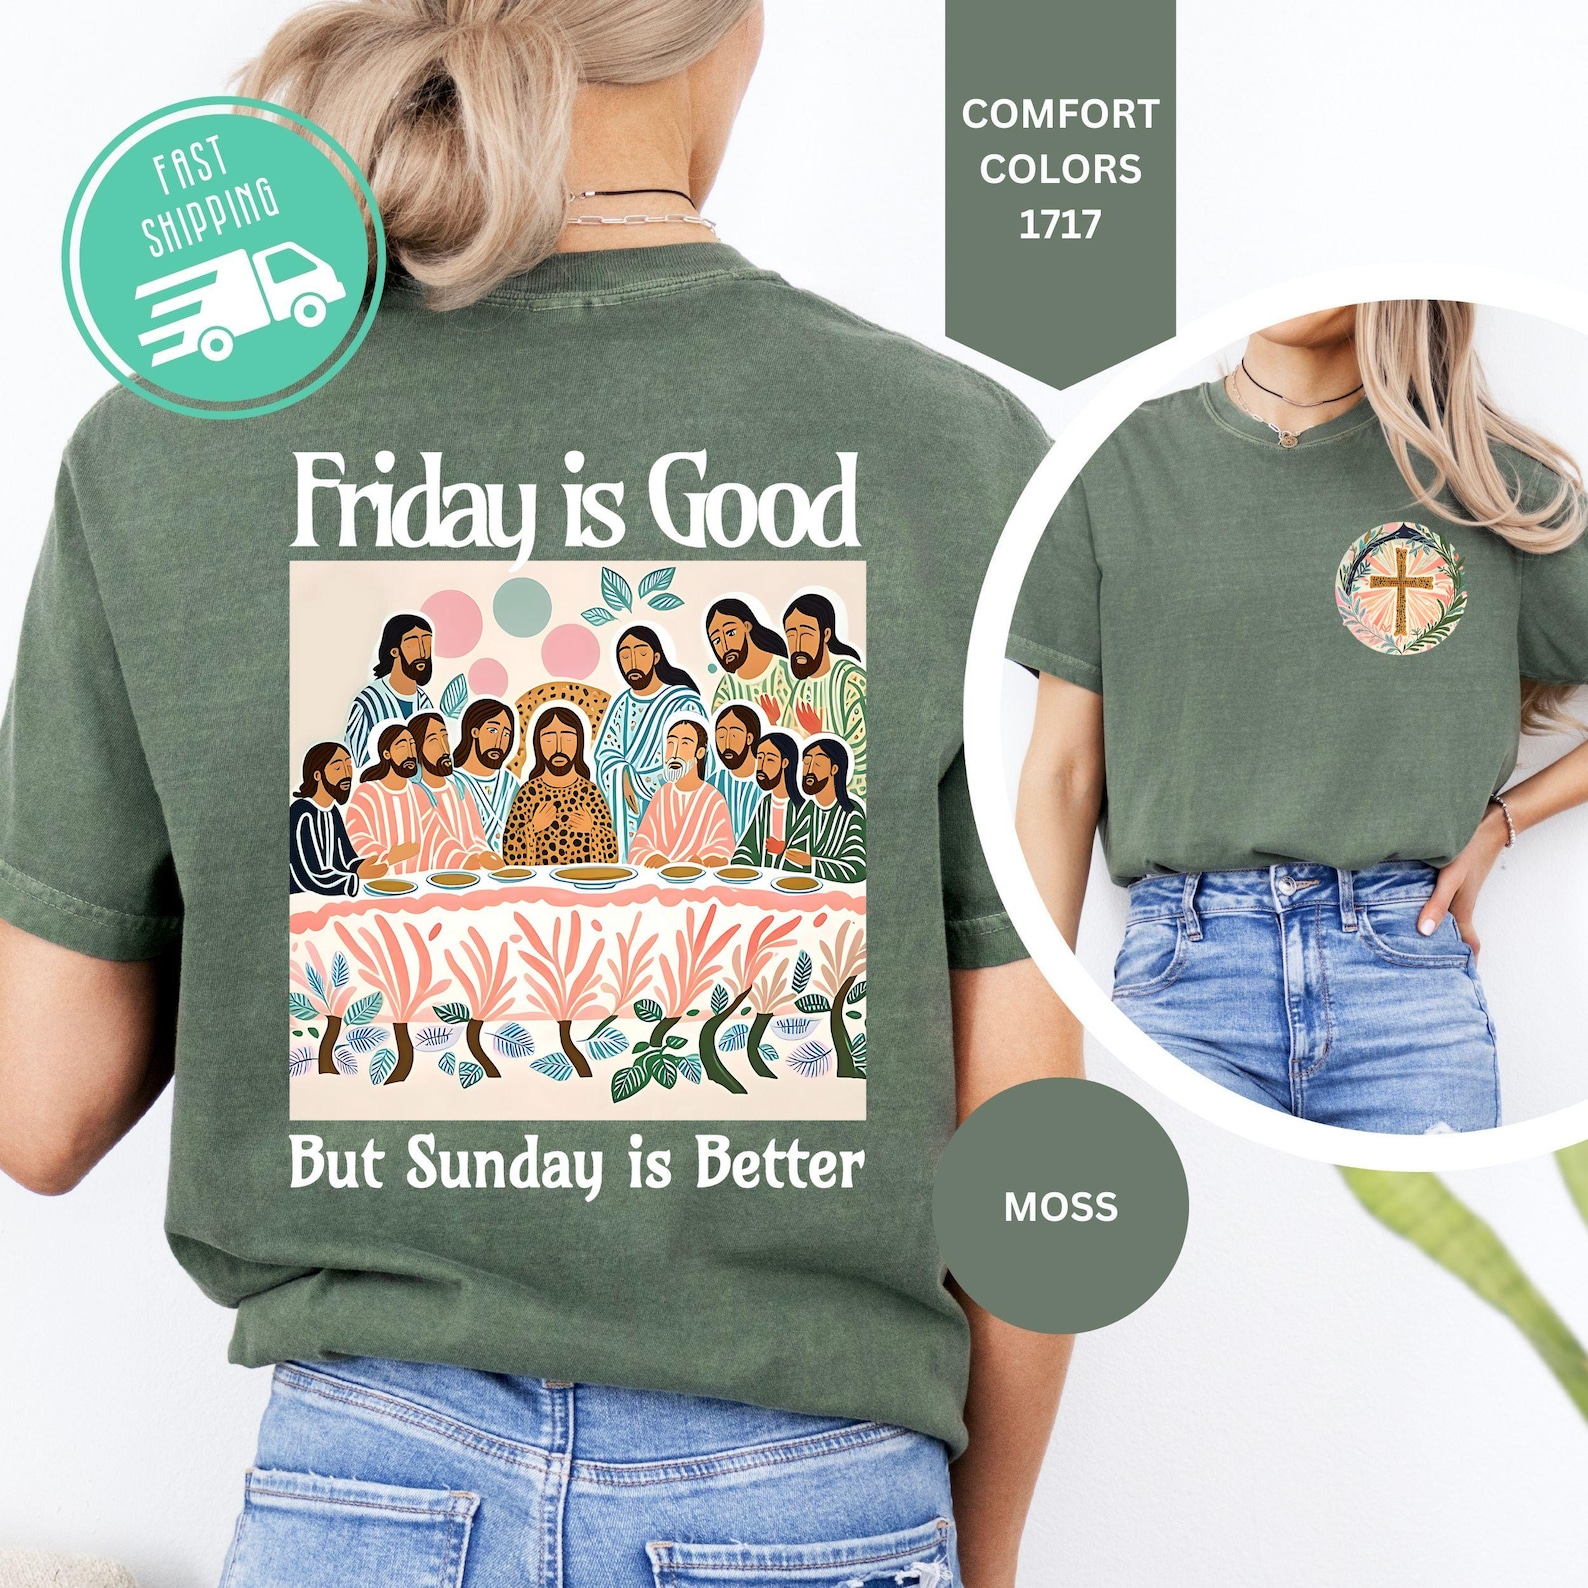 FAST
SHIPPING
COMFORT
COLORS
1717
Friday is Good
But Sunday is Better
MOSS